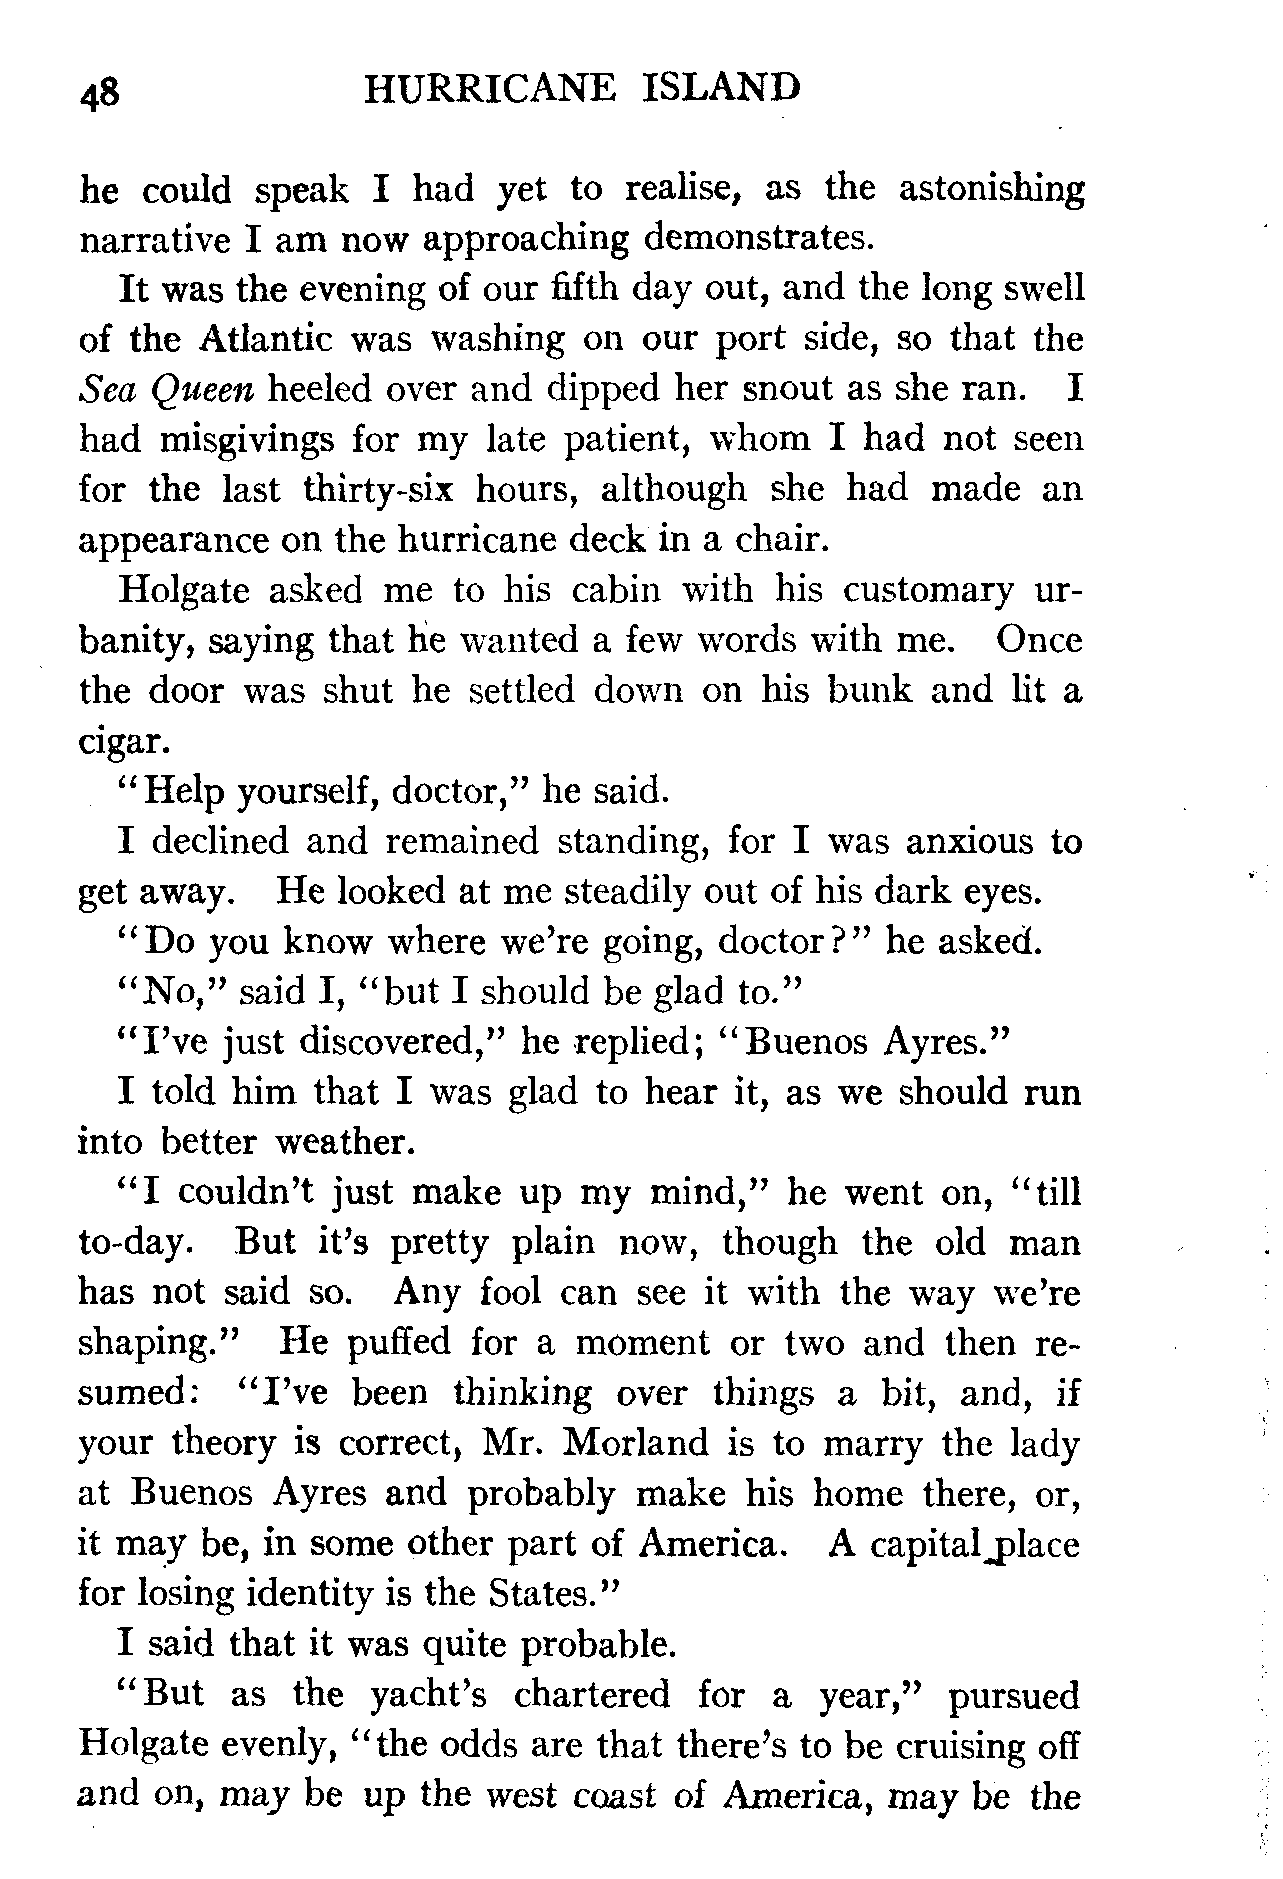 48 HURRICANE ISLAND
he could speak I had yet to realise, as the astonishing
narrative I am now approaching demonstrates.
It was the evening of our fifth day out, and the long swell
of the Atlantic was washing on our port side, so that the
Sea Queen heeled over and dipped her snout as she ran. I
had misgivings for my late patient, whom I had not seen
for the last thirty-six hours, although she had made an
appearance on the hurricane deck in a chair.
Holgate asked me to his cabin with his customary ur-
banity, saying that he wanted a few words with me. Once
the door was shut he settled down on his bunk and lit a
cigar.
"Help yourself, doctor," he said.
I declined and remained standing, for I was anxious to
get away. He looked at me steadily out of his dark eyes.
"Do you know where we're going, doctor?" he asked.
"No," said I, "but I should be glad to."
"I've just discovered," he replied; "Buenos Ayres."
I told him that I was glad to hear it, as we should run
into better weather.
"I couldn't just make up my mind," he went on, "till
to-day. But it's pretty plain now, though the old man
has not said so. Any fool can see it with the way we're
shaping." He puffed for a moment or two and then re-
sumed: "I've been thinking over things a bit, and, if
your theory is correct, Mr. Morland is to marry the lady
at Buenos Ayres and probably make his home there, or,
it may be, in some other part of America. A capital place
for losing identity is the States."
I said that it was quite probable.
"But as the yacht's chartered for a year," pursued
Holgate evenly, "the odds are that there's to be cruising off
and on, may be up the west coast of America, may be the